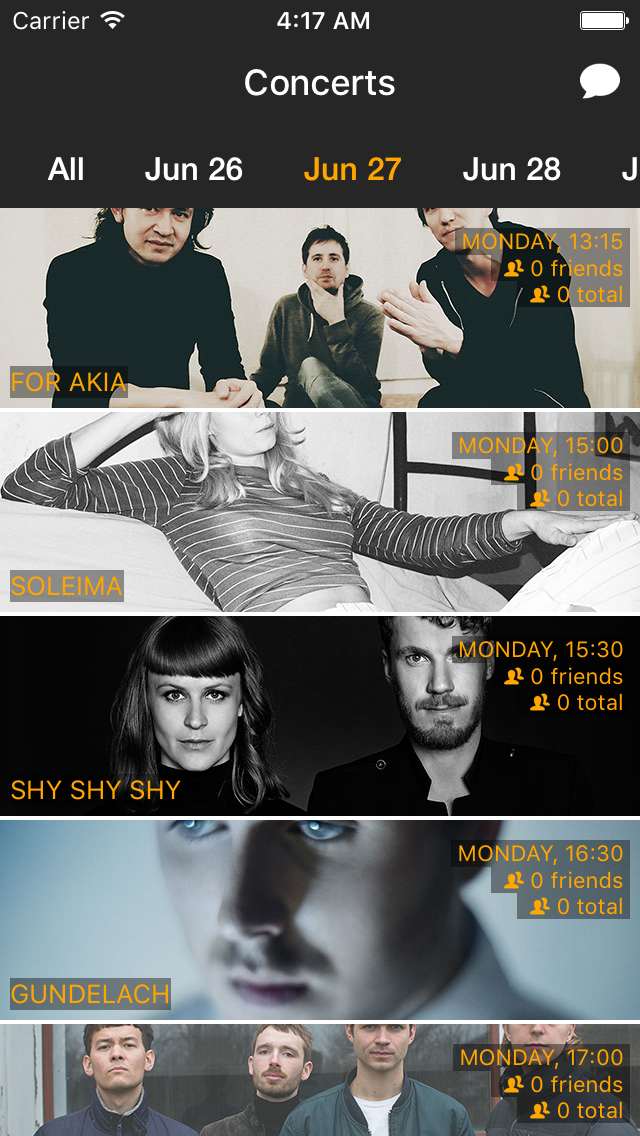 Carrier 4:17 AM
Concerts
All Jun 26 Jun 27 Jun 28 J
MONDAY, 13:15
0 friends
0 total
FOR AKIA
MONDAY, 15:00
0 friends
0 total
SOLEIMA
MONDAY, 15:30
0 friends
0 total
SHY SHY SHY
MONDAY, 16:30
0 friends
0 total
GUNDELACH
MONDAY, 17:00
0 friends
0 total